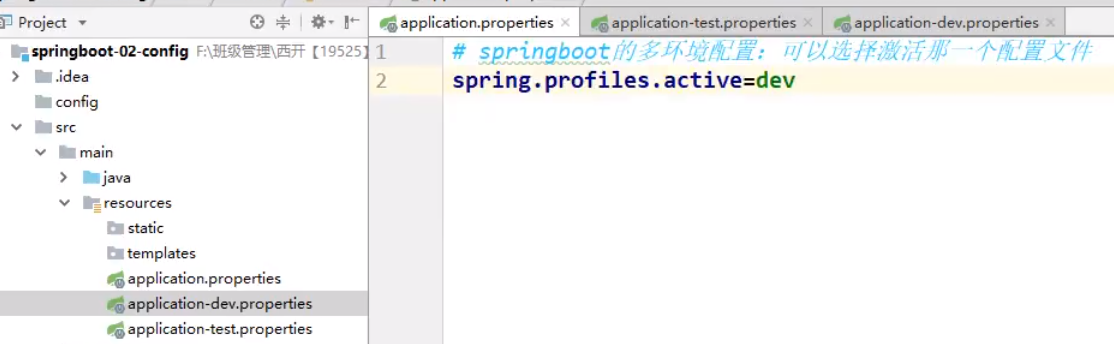 Project
springboot-02-config F:\班级管理\西开【19525】
.idea
config
src
main
java
resources
static
templates
application.properties
application-dev.properties
application-test.properties
application.properties
application-test.properties
application-dev.properties
1 # springboot的多环境配置：可以选择激活那一个配置文件
2 spring.profiles.active=dev